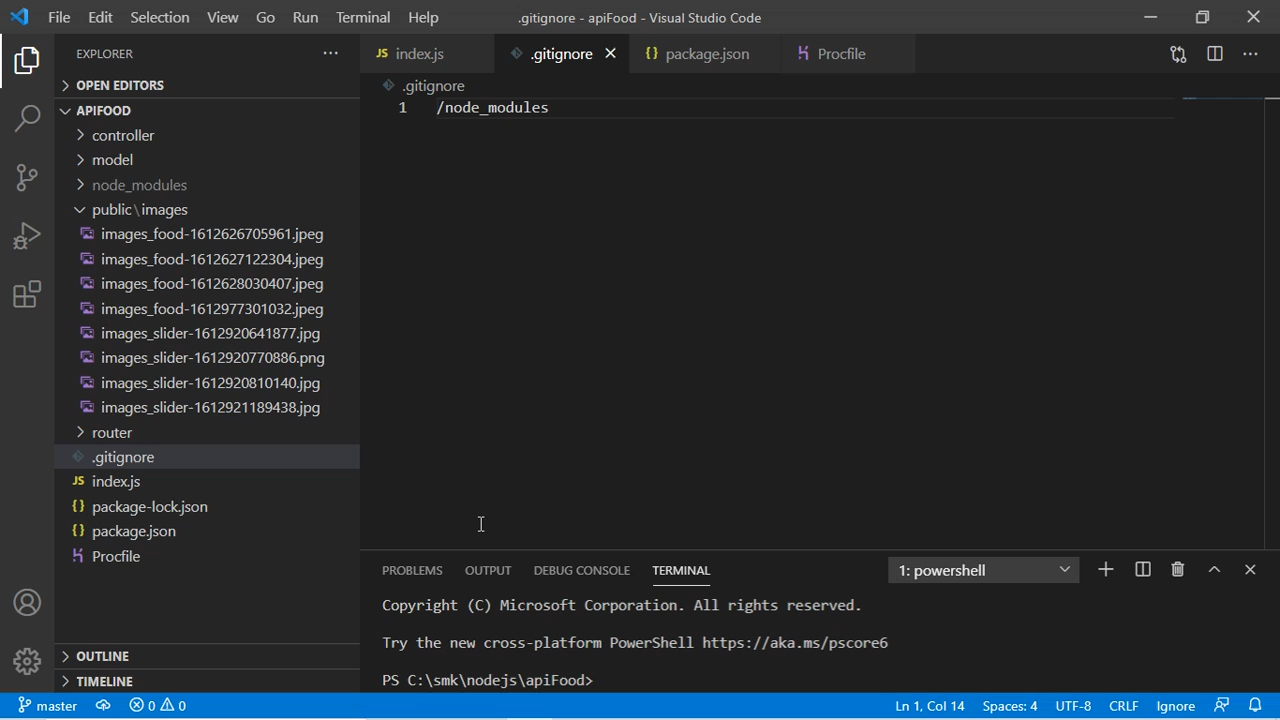 File Edit Selection View Go Run Terminal Help
.gitignore - apiFood - Visual Studio Code
EXPLORER
OPEN EDITORS
APIFOOD
controller
model
node_modules
public\images
images_food-1612626705961.jpeg
images_food-1612627122304.jpeg
images_food-1612628030407.jpeg
images_food-1612977301032.jpeg
images_slider-1612920641877.jpg
images_slider-1612920770886.png
images_slider-1612920810140.jpg
images_slider-1612921189438.jpg
router
.gitignore
JS index.js
{} package-lock.json
{} package.json
Procfile
OUTLINE
TIMELINE
JS index.js .gitignore {} package.json Procfile
.gitignore
1 /node_modules
PROBLEMS OUTPUT DEBUG CONSOLE TERMINAL 1: powershell
Copyright (C) Microsoft Corporation. All rights reserved.
Try the new cross-platform PowerShell https://aka.ms/pscore6
PS C:\smk\nodejs\apiFood>
master 0 0 Ln 1, Col 14 Spaces: 4 UTF-8 CRLF Ignore